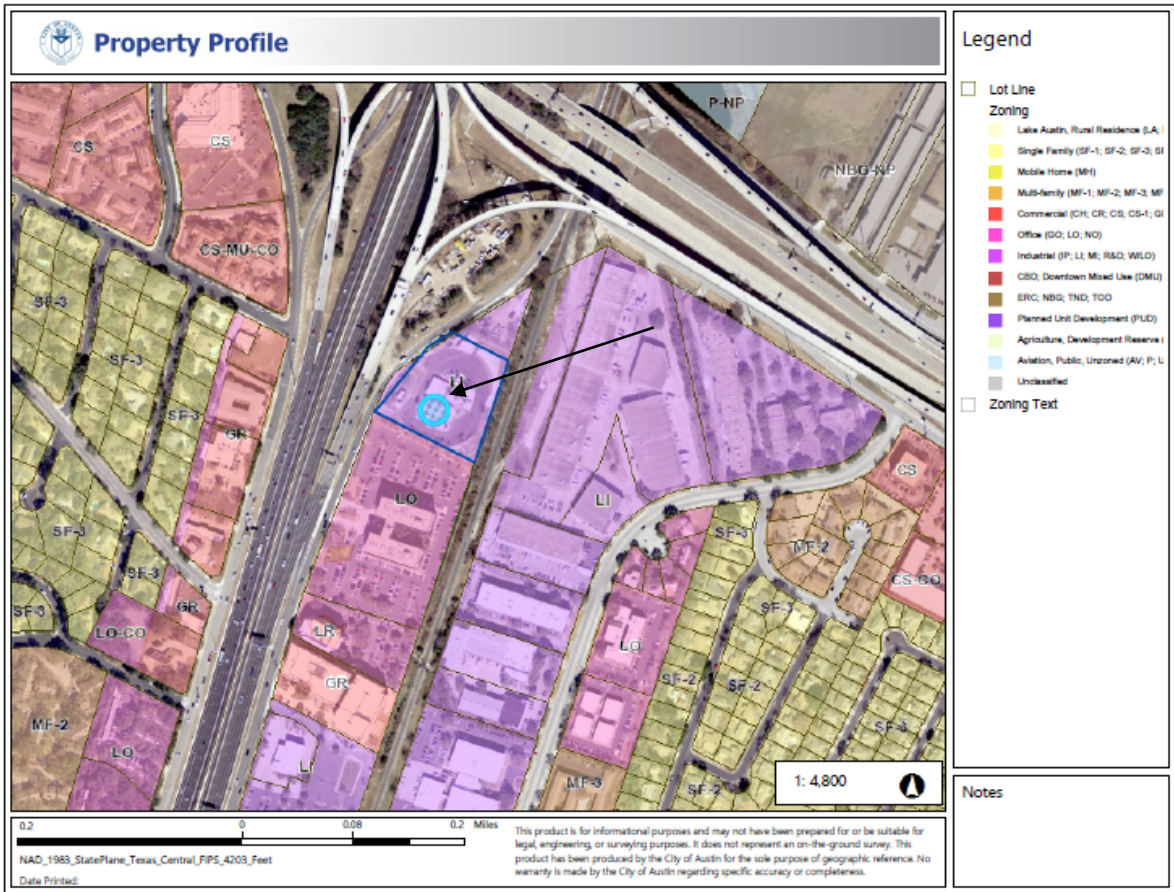 Property Profile
Legend
Lot Line
Zoning
Lake Austin, Rural Residence (LA;
Single Family (SF-1; SF-2; SF-3; SI
Mobile Home (MH)
Multi-family (MF-1; MF-2; MF-3; MF
Commercial (CH; CR; CS; CS-1; GI
Office (GO; LO; NO)
Industrial (IP; LI; MI; R&D; W/LO)
CBD; Downtown Mixed Use (DMU)
ERC; NBG; TND; TOD
Planned Unit Development (PUD)
Agriculture, Development Reserve (
Aviation, Public, Unzoned (AV; P; U
Unclassified
Zoning Text
P-NP
CS
CS
NBG-NP
CS-MU-CO
SF-3
SF-3
LI
SF-3
GR
CS
LO
LI
SF-3
MF-2
SF-3
CS-CO
SF-3
GR
SF-3
LO-CO
LR
LO
SF-2
SF-2
GR
MF-2
SF-3
LO
LI
MF-3
SF-2
1: 4,800
Notes
0.2
0
0.08
0.2 Miles
NAD_1983_StatePlane_Texas_Central_FIPS_4203_Feet
Date Printed:
This product is for informational purposes and may not have been prepared for or be suitable for
legal, engineering, or surveying purposes. It does not represent an on-the-ground survey. This
product has been produced by the City of Austin for the sole purpose of geographic reference. No
warranty is made by the City of Austin regarding specific accuracy or completeness.